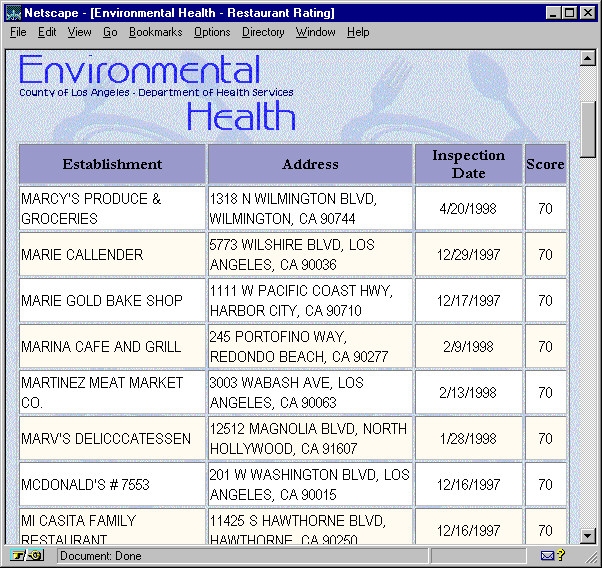 Netscape - [Environmental Health - Restaurant Rating]
File Edit View Go Bookmarks Options Directory Window Help
Environmental
County of Los Angeles - Department of Health Services
Health
Establishment Address Inspection Date Score
MARCY'S PRODUCE & 1318 N WILMINGTON BLVD,
GROCERIES WILMINGTON, CA 90744 4/20/1998 70
MARIE CALLENDER 5773 WILSHIRE BLVD, LOS
ANGELES, CA 90036 12/29/1997 70
MARIE GOLD BAKE SHOP 1111 W PACIFIC COAST HWY,
HARBOR CITY, CA 90710 12/17/1997 70
MARINA CAFE AND GRILL 245 PORTOFINO WAY,
REDONDO BEACH, CA 90277 2/9/1998 70
MARTINEZ MEAT MARKET 3003 WABASH AVE, LOS
CO. ANGELES, CA 90063 2/13/1998 70
MARV'S DELICCCATESSEN 12512 MAGNOLIA BLVD, NORTH
HOLLYWOOD, CA 91607 1/28/1998 70
MCDONALD'S # 7553 201 W WASHINGTON BLVD, LOS
ANGELES, CA 90015 12/16/1997 70
MI CASITA FAMILY 11425 S HAWTHORNE BLVD,
RESTAURANT HAWTHORNE, CA 90250 12/16/1997 70
Document: Done